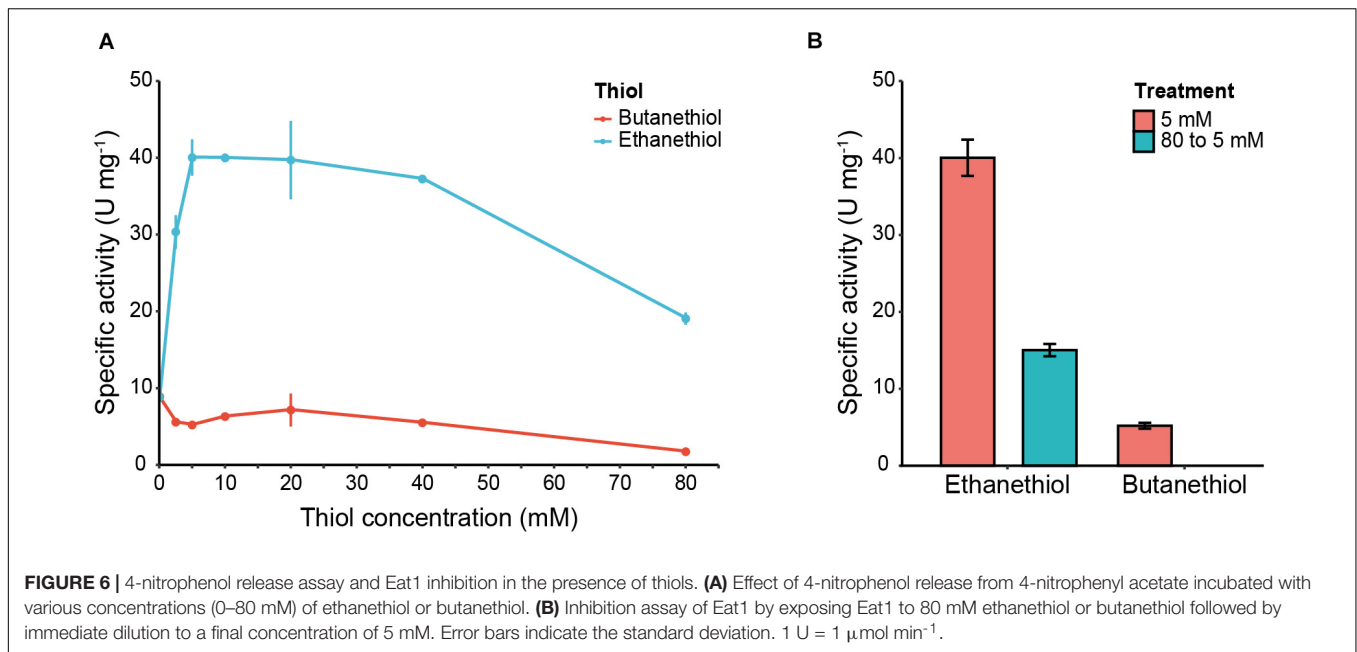 A
50
40
30
20
10
0
Specific activity (U mg-1)
0 10 20 30 40 50 60 70 80
Thiol concentration (mM)
Thiol
Butanethiol
Ethanethiol
B
50
40
30
20
10
0
Specific activity (U mg-1)
Ethanethiol Butanethiol
Treatment
5 mM
80 to 5 mM
FIGURE 6 | 4-nitrophenol release assay and Eat1 inhibition in the presence of thiols. (A) Effect of 4-nitrophenol release from 4-nitrophenyl acetate incubated with
various concentrations (0–80 mM) of ethanethiol or butanethiol. (B) Inhibition assay of Eat1 by exposing Eat1 to 80 mM ethanethiol or butanethiol followed by
immediate dilution to a final concentration of 5 mM. Error bars indicate the standard deviation. 1 U = 1 μmol min-1.